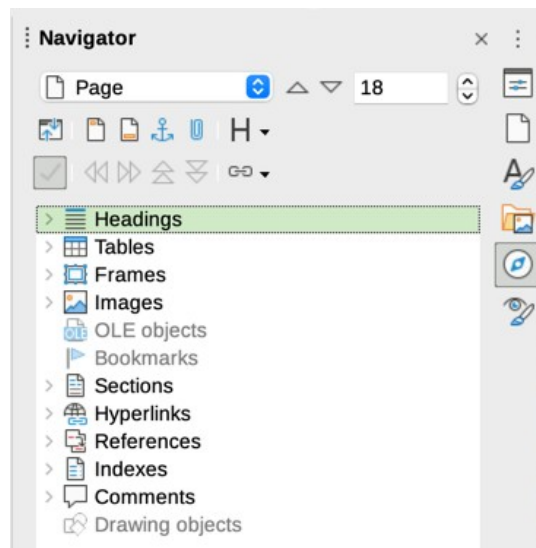 Navigator
Page 18
H
Headings
Tables
Frames
Images
OLE objects
Bookmarks
Sections
Hyperlinks
References
Indexes
Comments
Drawing objects